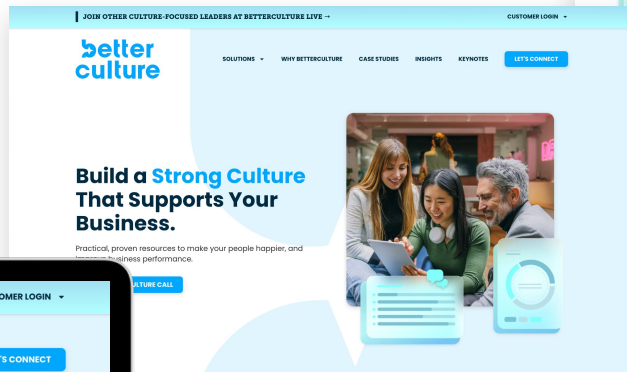 JOIN OTHER CULTURE-FOCUSED LEADERS AT BETTERCULTURE LIVE →
CUSTOMER LOGIN
better
culture
SOLUTIONS
WHY BETTERCULTURE
CASE STUDIES
INSIGHTS
KEYNOTES
LET'S CONNECT
Build a Strong Culture
That Supports Your
Business.
Practical, proven resources to make your people happier, and
improve business performance.
ULTURE CALL
OMER LOGIN
'S CONNECT